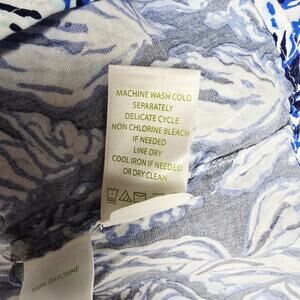 MACHINE WASH COLD
SEPARATELY
DELICATE CYCLE
NON CHLORINE BLEACH
IF NEEDED
LINE DRY
COOL IRON IF NEEDED
OR DRY CLEAN
100% RAYONNE